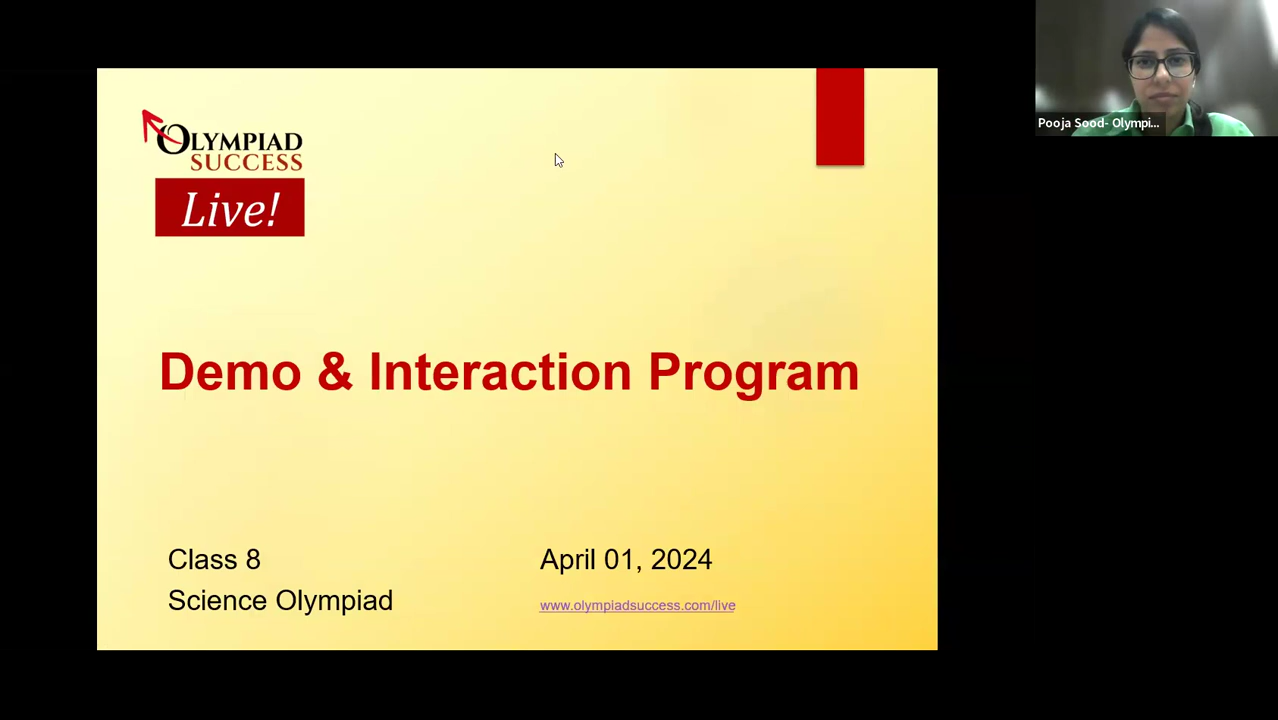 OLYMPIAD
SUCCESS
Live!
Pooja Sood- Olympi...
Demo & Interaction Program
Class 8
April 01, 2024
Science Olympiad
www.olympiadsuccess.com/live